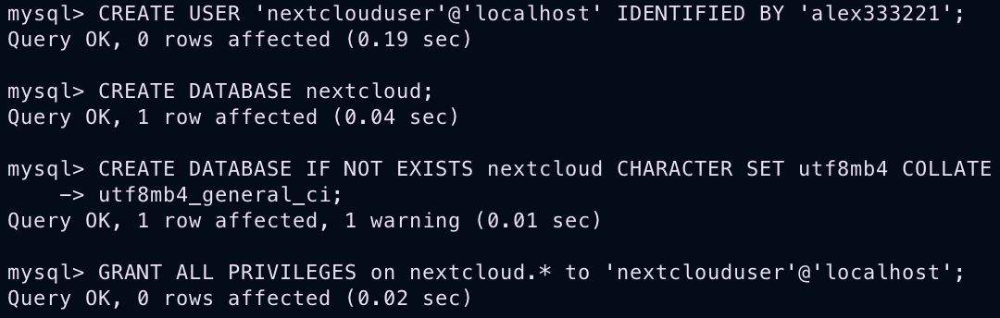 mysql> CREATE USER 'nextclouduser'@'localhost' IDENTIFIED BY 'alex333221';
Query OK, 0 rows affected (0.19 sec)
mysql> CREATE DATABASE nextcloud;
Query OK, 1 row affected (0.04 sec)
mysql> CREATE DATABASE IF NOT EXISTS nextcloud CHARACTER SET utf8mb4 COLLATE
    -> utf8mb4_general_ci;
Query OK, 1 row affected, 1 warning (0.01 sec)
mysql> GRANT ALL PRIVILEGES on nextcloud.* to 'nextclouduser'@'localhost';
Query OK, 0 rows affected (0.02 sec)